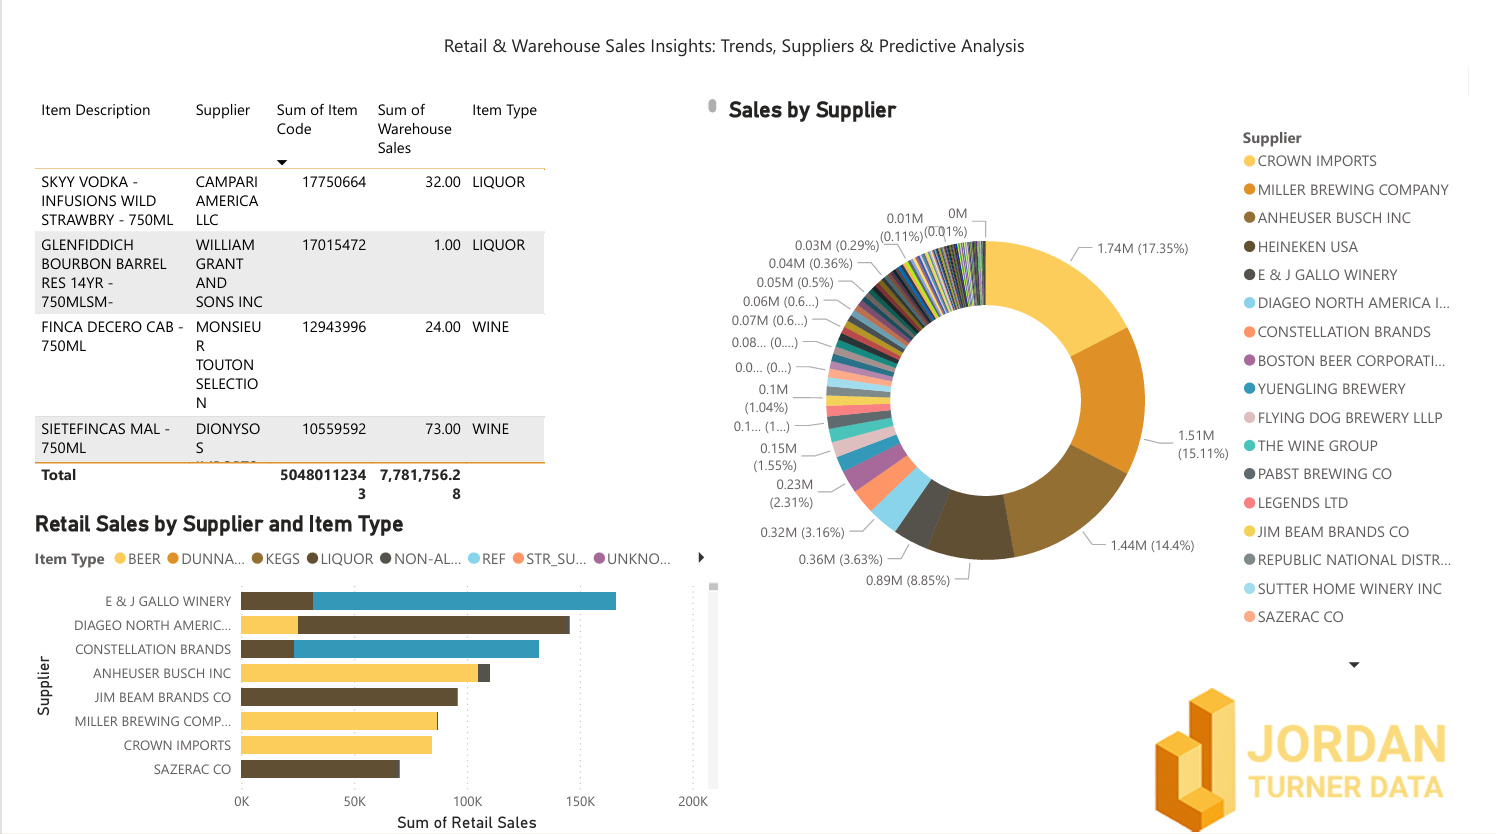 Retail & Warehouse Sales Insights: Trends, Suppliers & Predictive Analysis
Item Description
Supplier
Sum of Item
Code
Sum of
Warehouse
Sales
Item Type
SKYY VODKA -
INFUSIONS WILD
STRAWBRY - 750ML
CAMPARI
AMERICA
LLC
17750664
32.00
LIQUOR
GLENFIDDICH
BOURBON BARREL
RES 14YR -
750MLSM-
WILLIAM
GRANT
AND
SONS INC
17015472
1.00
LIQUOR
FINCA DECERO CAB -
750ML
MONSIEU
R
TOUTON
SELECTIO
N
12943996
24.00
WINE
SIETEFINCAS MAL -
750ML
DIONYSO
S
10559592
73.00
WINE
Total
5048011234
3
7,781,756.2
8
Retail Sales by Supplier and Item Type
Item Type
BEER
DUNNA...
KEGS
LIQUOR
NON-AL...
REF
STR_SU...
UNKNO...
Supplier
E & J GALLO WINERY
DIAGEO NORTH AMERIC...
CONSTELLATION BRANDS
ANHEUSER BUSCH INC
JIM BEAM BRANDS CO
MILLER BREWING COMP...
CROWN IMPORTS
SAZERAC CO
0K
50K
100K
150K
200K
Sum of Retail Sales
Sales by Supplier
0M
0.01M
(0.01%)
(0.11%)
0.03M (0.29%)
0.04M (0.36%)
0.05M (0.5%)
0.06M (0.6...)
0.07M (0.6...)
0.08... (0....)
0.0... (0...)
0.1M
(1.04%)
0.1... (1...)
0.15M
(1.55%)
0.23M
(2.31%)
0.32M (3.16%)
0.36M (3.63%)
0.89M (8.85%)
1.44M (14.4%)
1.51M
(15.11%)
1.74M (17.35%)
Supplier
CROWN IMPORTS
MILLER BREWING COMPANY
ANHEUSER BUSCH INC
HEINEKEN USA
E & J GALLO WINERY
DIAGEO NORTH AMERICA I...
CONSTELLATION BRANDS
BOSTON BEER CORPORATI...
YUENGLING BREWERY
FLYING DOG BREWERY LLLP
THE WINE GROUP
PABST BREWING CO
LEGENDS LTD
JIM BEAM BRANDS CO
REPUBLIC NATIONAL DISTR...
SUTTER HOME WINERY INC
SAZERAC CO
JORDAN
TURNER DATA